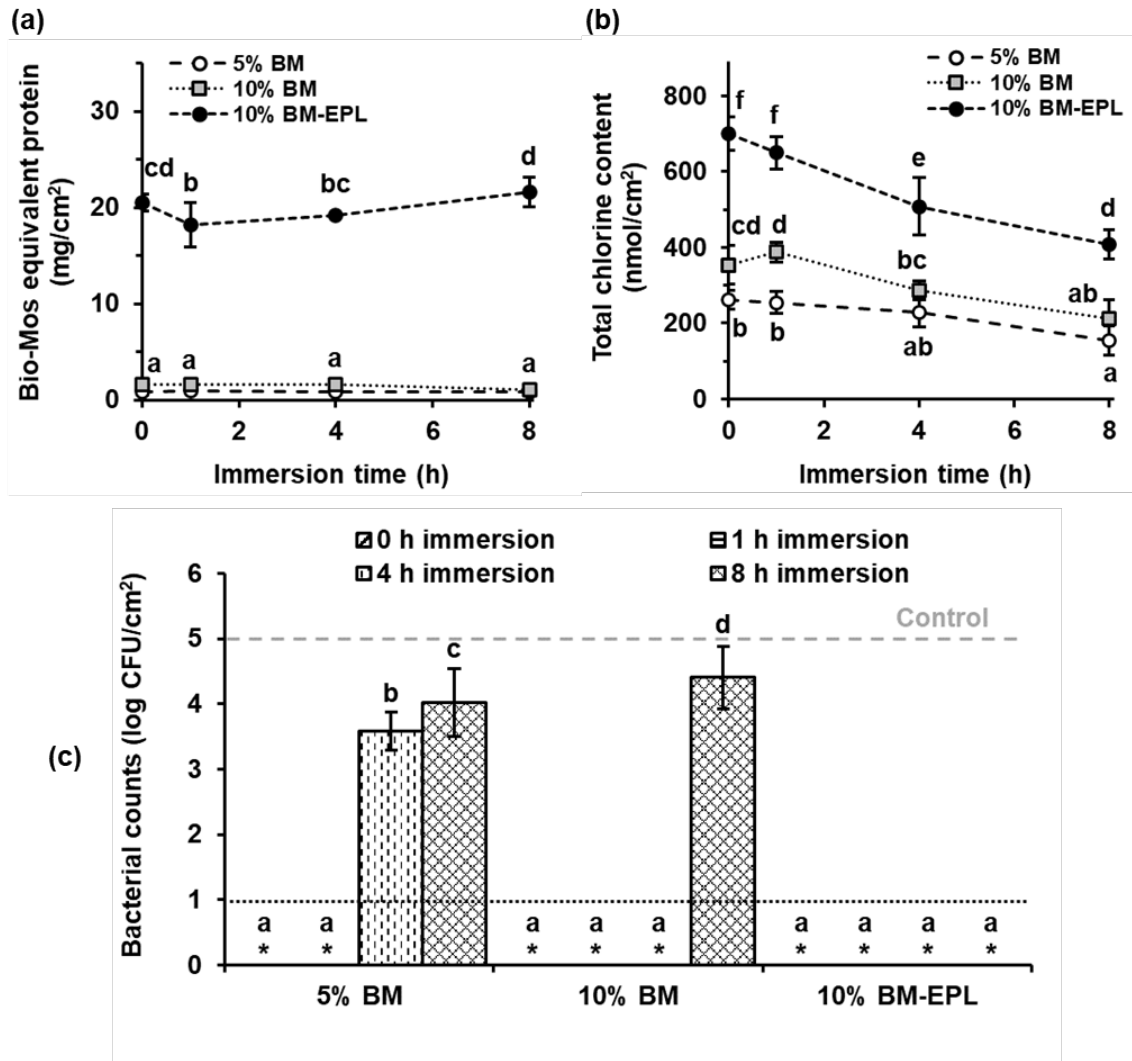 (a)
5% BM
10% BM
10% BM-EPL
Bio-Mos equivalent protein
(mg/cm²)
30
20
10
0
cd
b
bc
d
a
a
a
a
0
2
4
6
8
Immersion time (h)
(b)
5% BM
10% BM
10% BM-EPL
Total chlorine content
(nmol/cm²)
800
600
400
200
0
f
f
e
d
cd
d
bc
ab
b
b
ab
a
0
2
4
6
8
Immersion time (h)
(c)
0 h immersion
1 h immersion
4 h immersion
8 h immersion
Bacterial counts (log CFU/cm²)
6
5
4
3
2
1
0
Control
b
c
d
a a a a a a a a a
* * * * * * * * *
5% BM
10% BM
10% BM-EPL